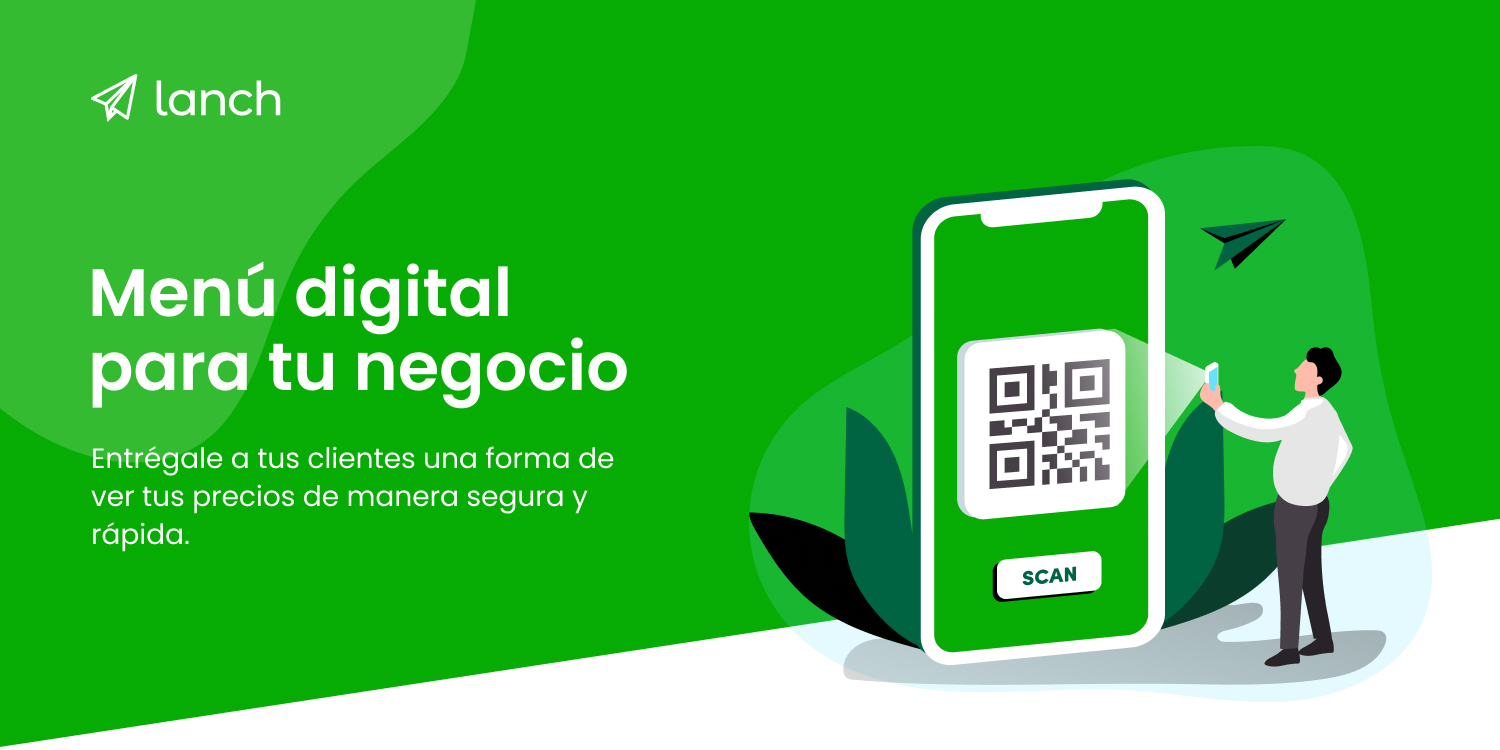 lanch
Menú digital
para tu negocio
Entrégale a tus clientes una forma de
ver tus precios de manera segura y
rápida.
SCAN